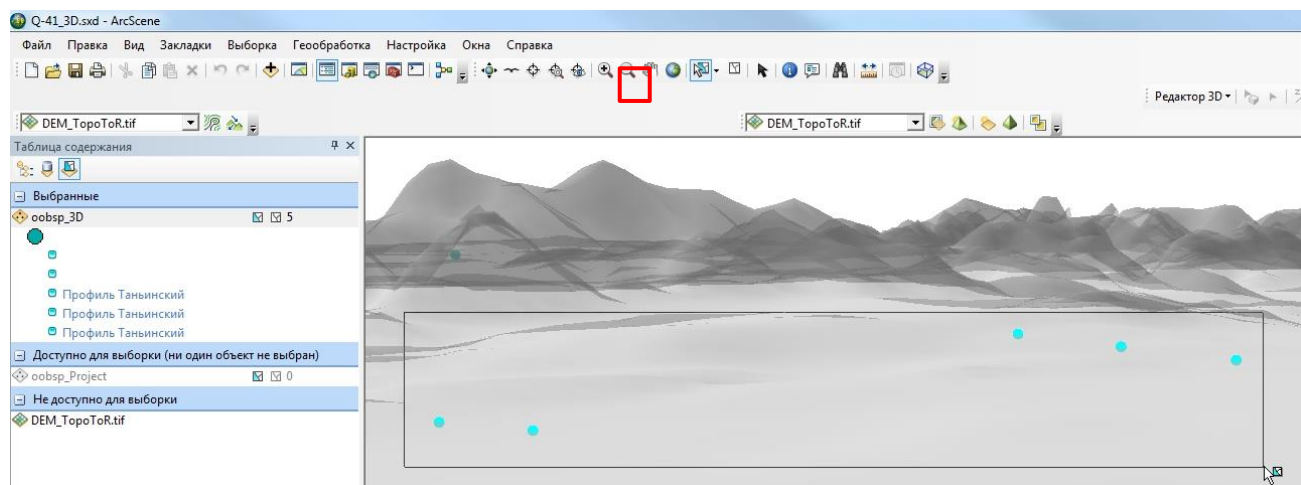 Q-41_3D.sxd - ArcScene
Файл Правка Вид Закладки Выборка Геообработка Настройка Окна Справка
Редактор 3D
DEM_TopoToR.tif DEM_TopoToR.tif
Таблица содержания
Выбранные
oobsp_3D 5
Профиль Таньинский
Профиль Таньинский
Профиль Таньинский
Доступно для выборки (ни один объект не выбран)
oobsp_Project 0
Не доступно для выборки
DEM_TopoToR.tif